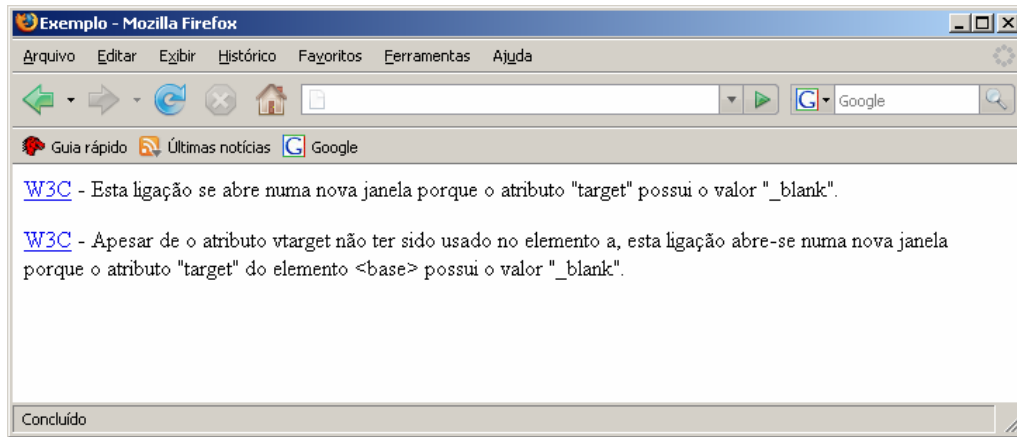 Exemplo - Mozilla Firefox
Arquivo Editar Exibir Histórico Favoritos Ferramentas Ajuda
G Google
Guia rápido Últimas notícias G Google
W3C - Esta ligação se abre numa nova janela porque o atributo "target" possui o valor "_blank".
W3C - Apesar de o atributo vtarget não ter sido usado no elemento a, esta ligação abre-se numa nova janela
porque o atributo "target" do elemento <base> possui o valor "_blank".
Concluído